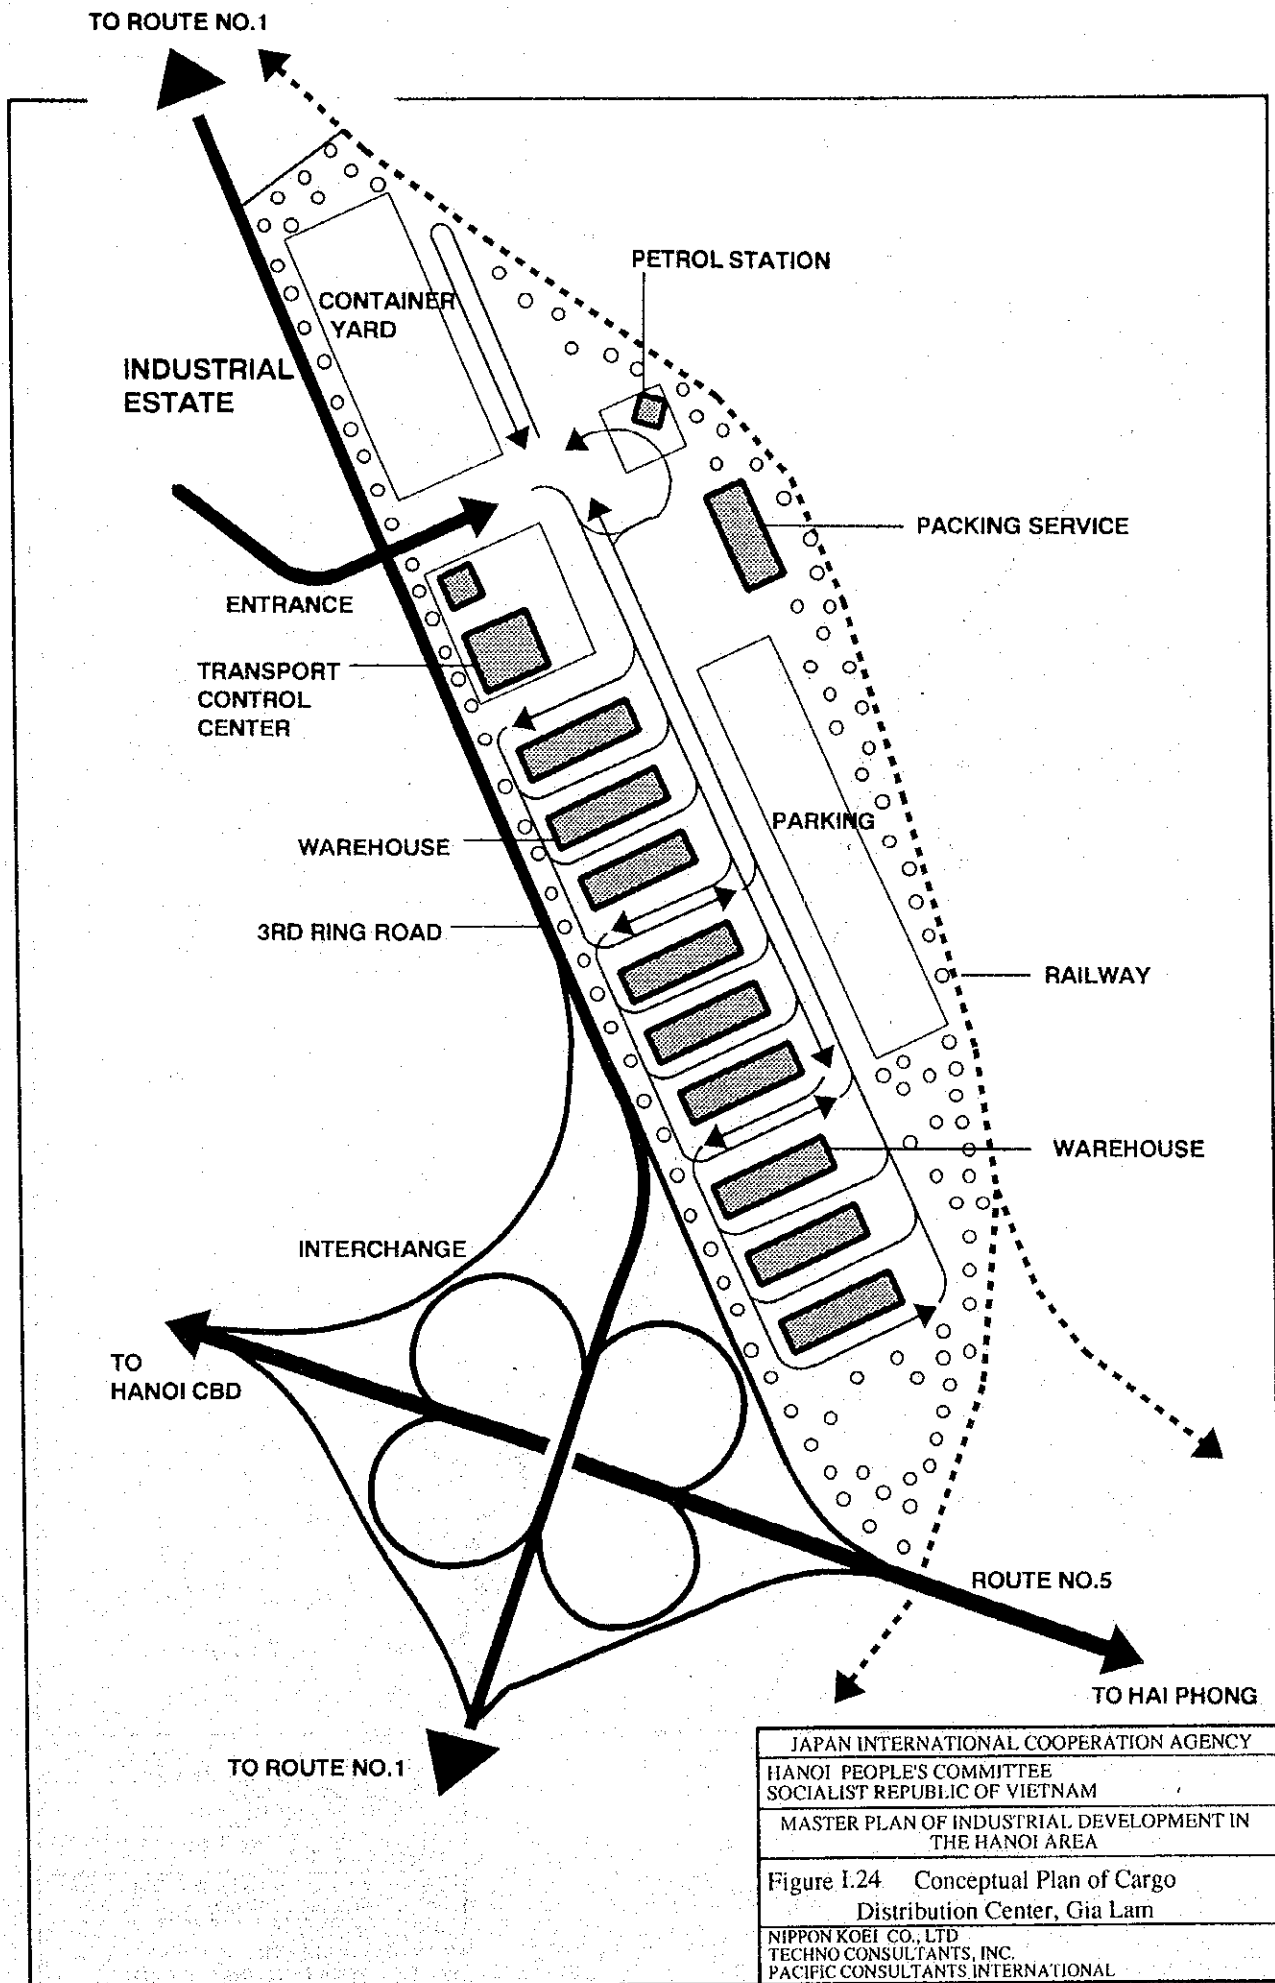 TO ROUTE NO.1
PETROL STATION
CONTAINER
YARD
INDUSTRIAL
ESTATE
PACKING SERVICE
ENTRANCE
TRANSPORT
CONTROL
CENTER
PARKING
WAREHOUSE
3RD RING ROAD
RAILWAY
WAREHOUSE
INTERCHANGE
TO
HANOI CBD
ROUTE NO.5
TO HAI PHONG
TO ROUTE NO.1
JAPAN INTERNATIONAL COOPERATION AGENCY
HANOI PEOPLE'S COMMITTEE
SOCIALIST REPUBLIC OF VIETNAM
MASTER PLAN OF INDUSTRIAL DEVELOPMENT IN
THE HANOI AREA
Figure I.24 Conceptual Plan of Cargo
Distribution Center, Gia Lam
NIPPON KOEI CO., LTD
TECHNO CONSULTANTS, INC.
PACIFIC CONSULTANTS INTERNATIONAL